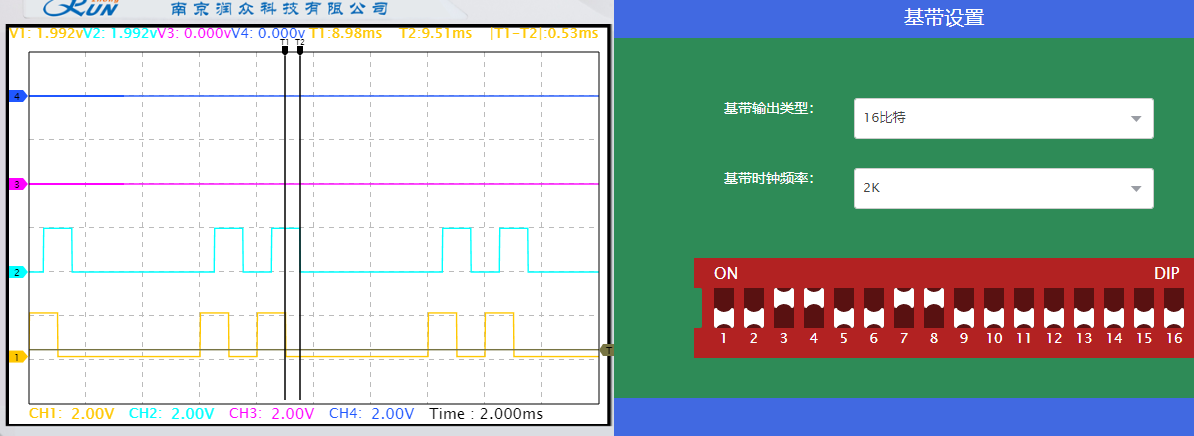 RUN 南京润众科技有限公司
V1: 1.992v V2: 1.992v V3: 0.000v V4: 0.000v T1:8.98ms T2:9.51ms |T1-T2|:0.53ms
T1 T2
4
3
2
1
T
CH1: 2.00V CH2: 2.00V CH3: 2.00V CH4: 2.00V Time : 2.000ms
基带设置
基带输出类型：
16比特
基带时钟频率：
2K
ON DIP
1 2 3 4 5 6 7 8 9 10 11 12 13 14 15 16